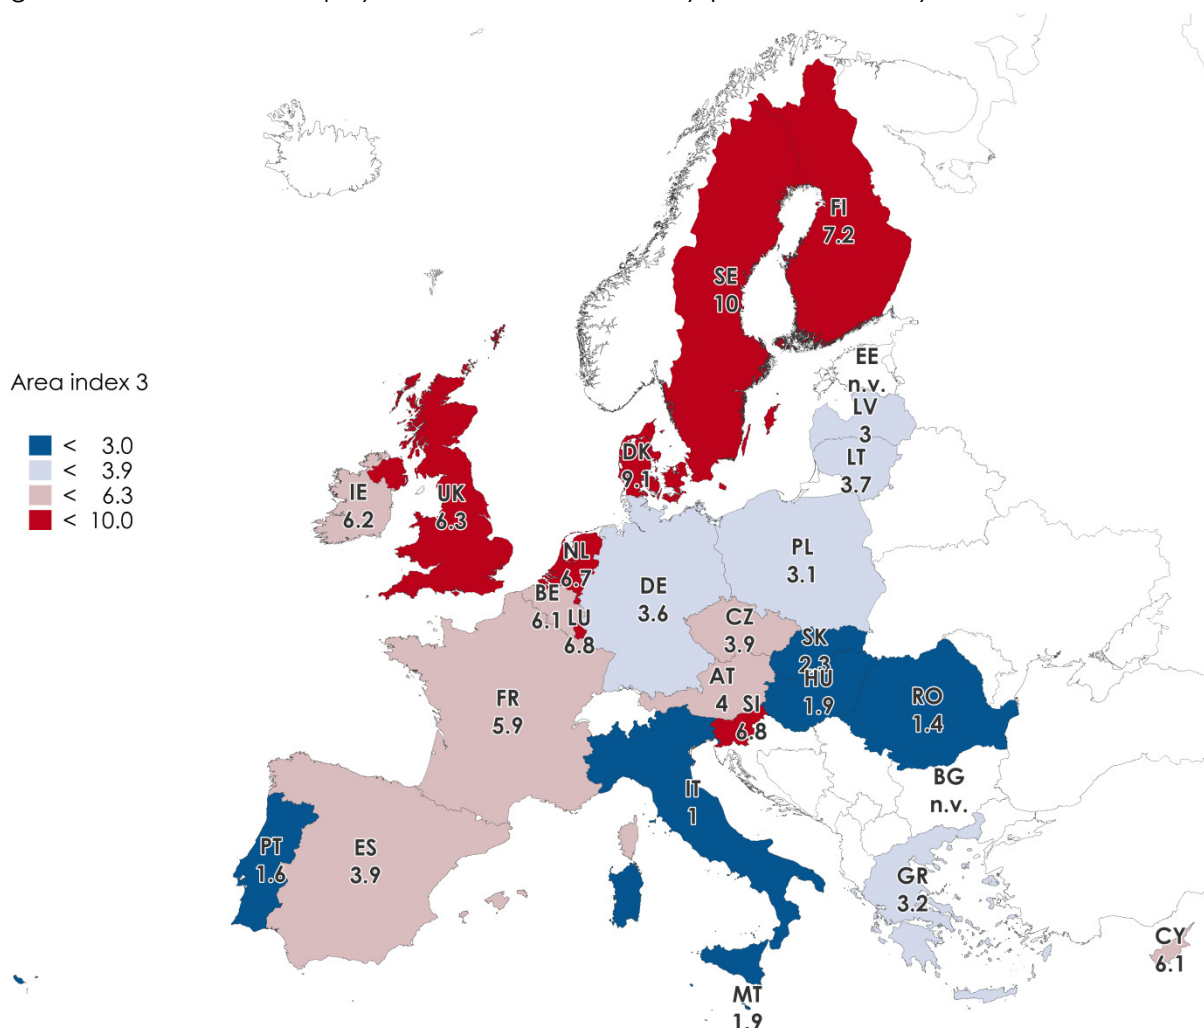 Area index 3
< 3.0
< 3.9
< 6.3
< 10.0
FI
7.2
SE
10
EE
n.v.
LV
3
LT
3.7
DK
9.1
IE
6.2
UK
6.3
NL
6.7
BE
6.1
LU
6.8
DE
3.6
PL
3.1
CZ
3.9
SK
2.3
HU
1.9
AT
4
SI
6.8
RO
1.4
FR
5.9
BG
n.v.
IT
1
PT
1.6
ES
3.9
GR
3.2
CY
6.1
MT
1.9